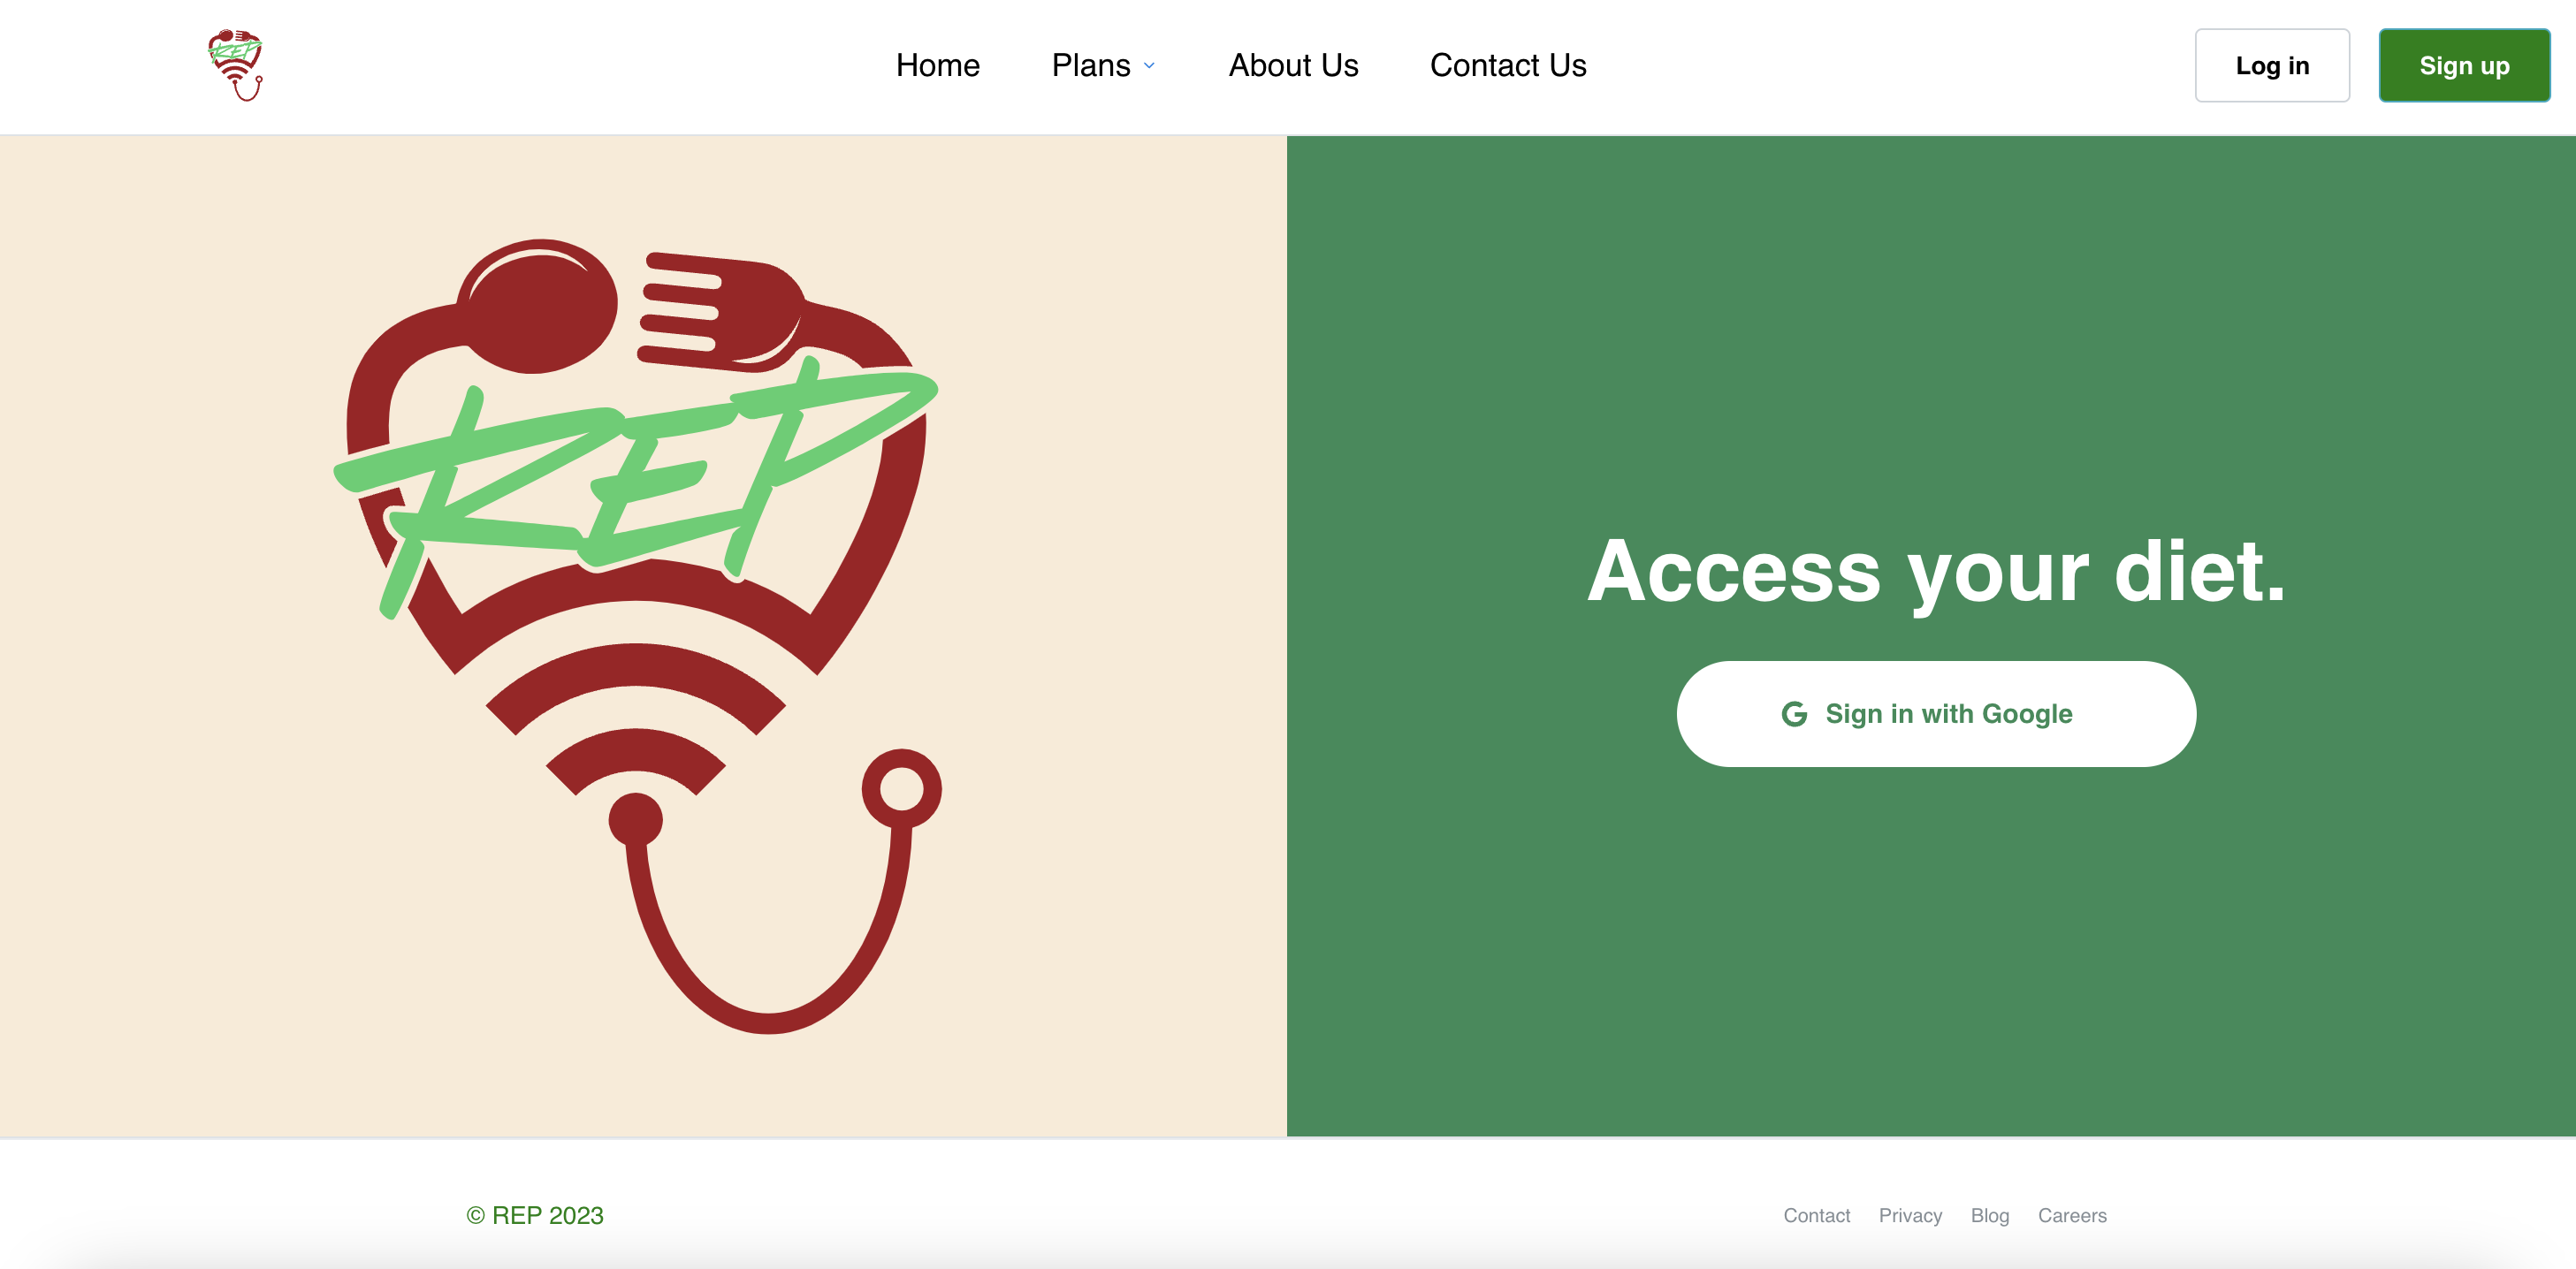 REP
Home Plans About Us Contact Us
Log in Sign up
REP
Access your diet.
Sign in with Google
© REP 2023
Contact Privacy Blog Careers